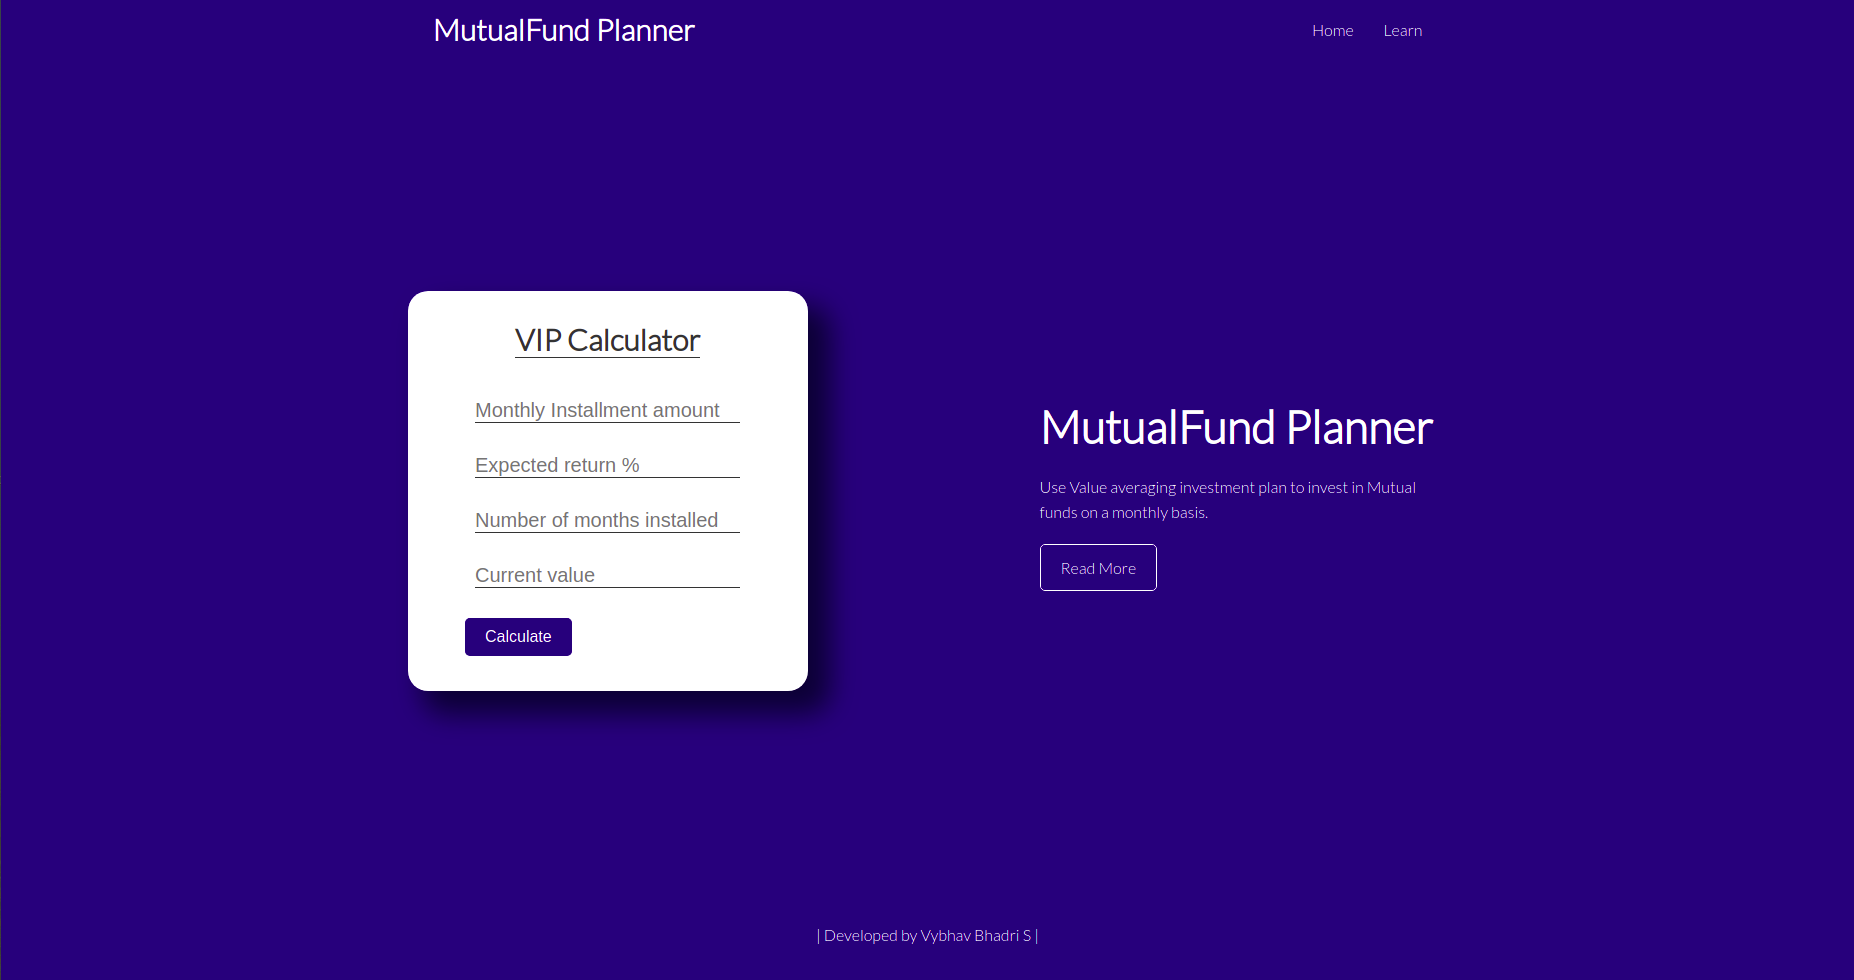 MutualFund Planner
Home
Learn
VIP Calculator
Monthly Installment amount
Expected return %
Number of months installed
Current value
Calculate
MutualFund Planner
Use Value averaging investment plan to invest in Mutual
funds on a monthly basis.
Read More
| Developed by Vybhav Bhadri S |